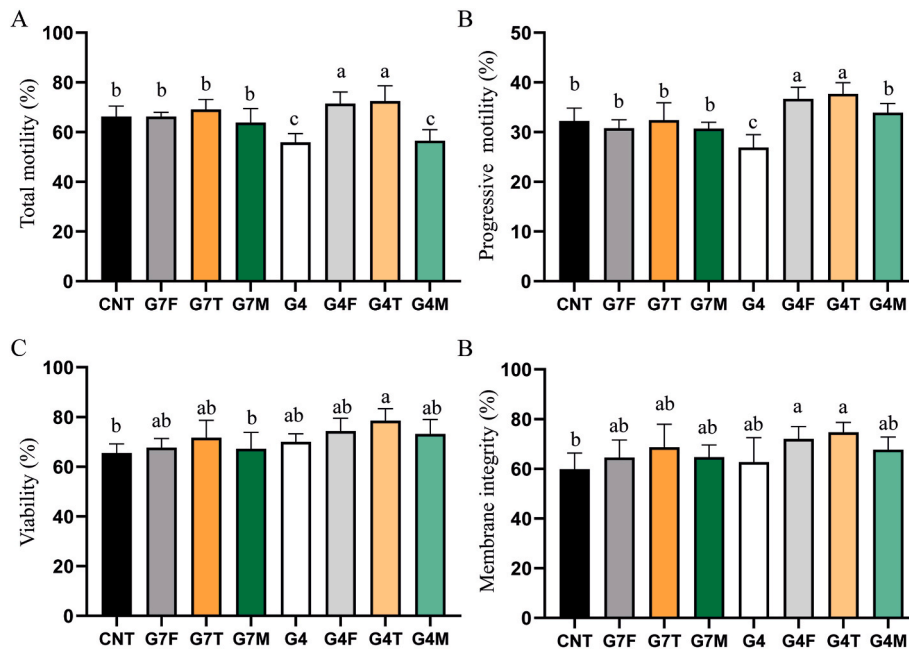 A
Total motility (%)
100
80
60
40
20
0
b b b b c a a c
CNT G7F G7T G7M G4 G4F G4T G4M
B
Progressive motility (%)
50
40
30
20
10
0
b b b b c a a b
CNT G7F G7T G7M G4 G4F G4T G4M
C
Viability (%)
100
80
60
40
20
0
b ab ab b ab ab a ab
CNT G7F G7T G7M G4 G4F G4T G4M
B
Membrane integrity (%)
100
80
60
40
20
0
b ab ab ab ab a a ab
CNT G7F G7T G7M G4 G4F G4T G4M